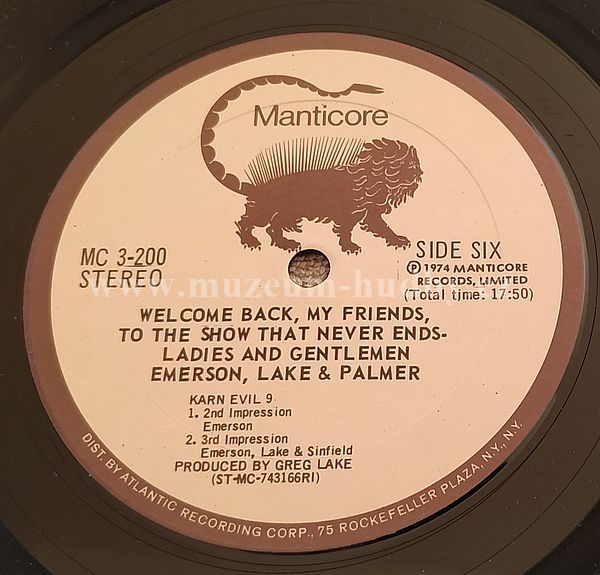 Manticore
MC 3-200
STEREO
SIDE SIX
Ⓟ 1974 MANTICORE
RECORDS, LIMITED
(Total time: 17:50)
WELCOME BACK, MY FRIENDS,
TO THE SHOW THAT NEVER ENDS-
LADIES AND GENTLEMEN
EMERSON, LAKE & PALMER
KARN EVIL 9
1. 2nd Impression
Emerson
2. 3rd Impression
Emerson, Lake & Sinfield
PRODUCED BY GREG LAKE
(ST-MC-743166RI)
DIST. BY ATLANTIC RECORDING CORP., 75 ROCKEFELLER PLAZA, N.Y., N.Y.